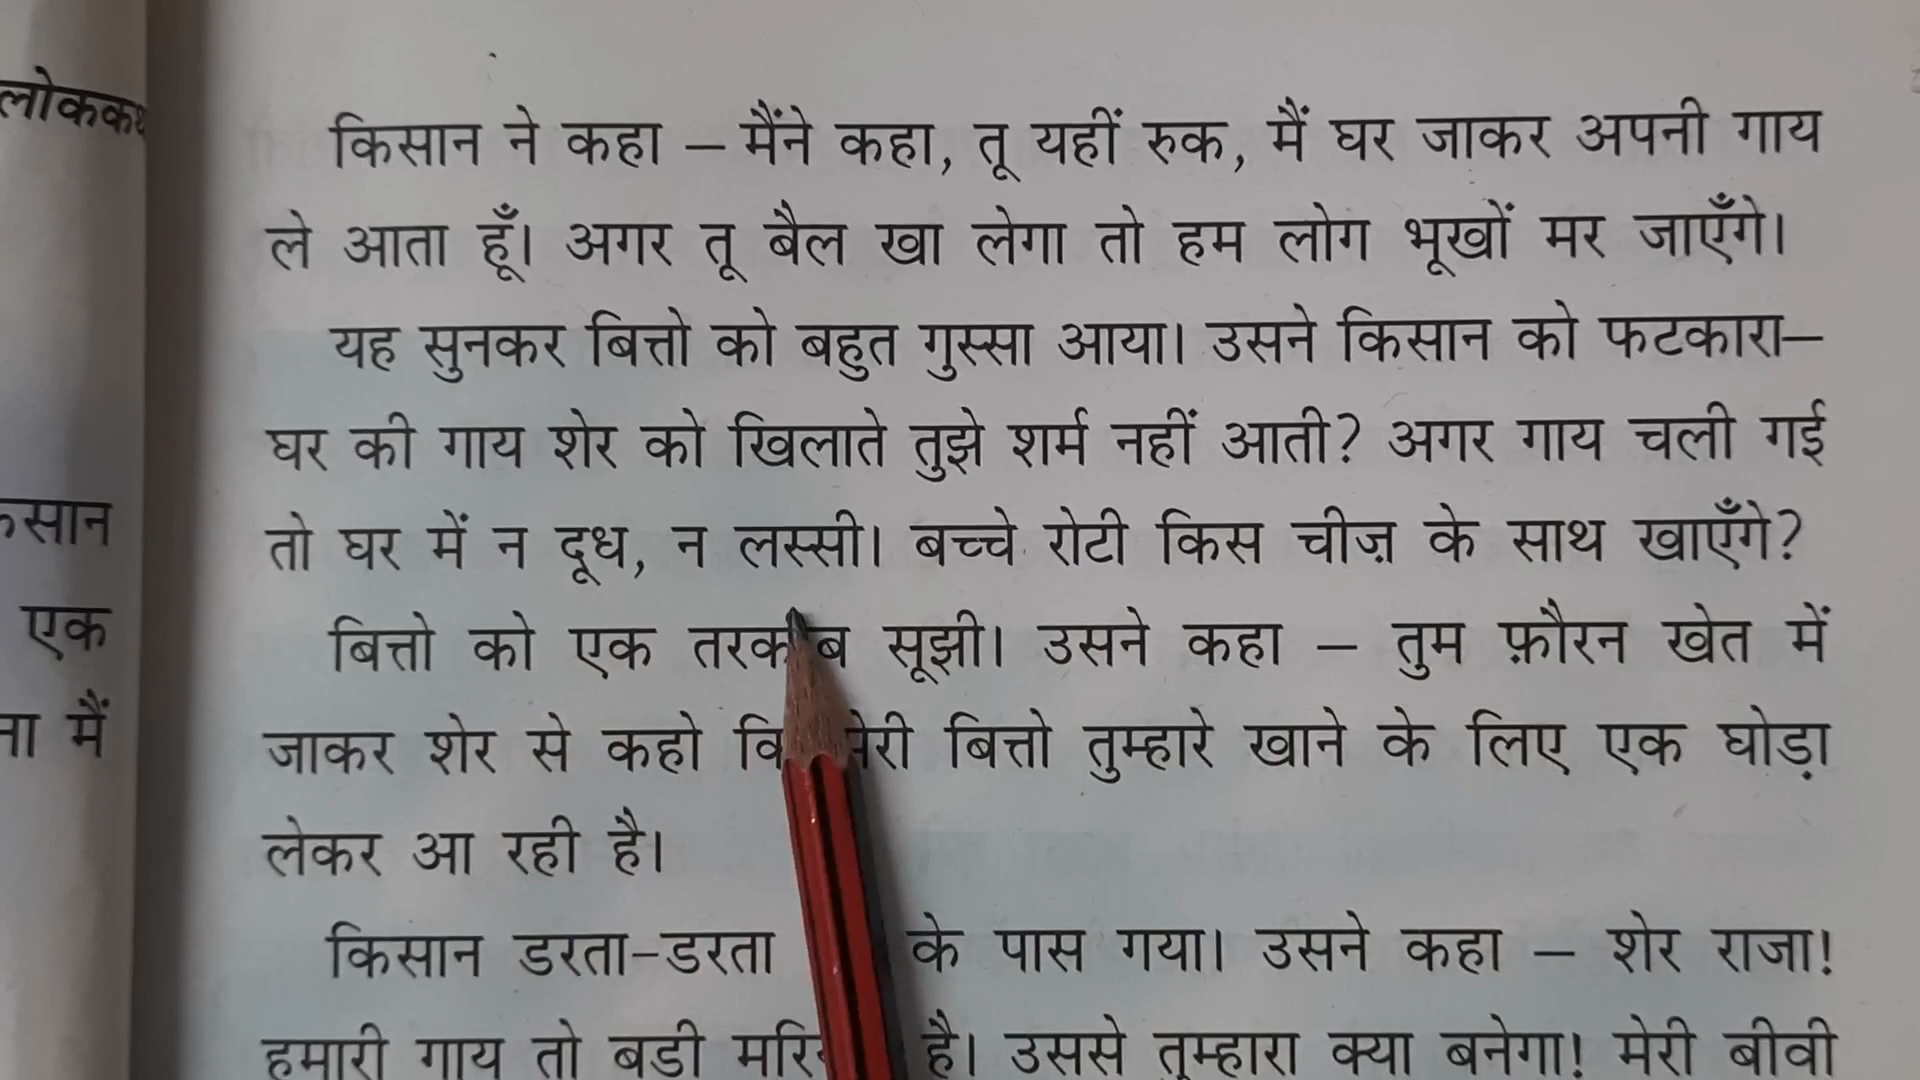 लोककथ
किसान ने कहा – मैंने कहा, तू यहीं रुक, मैं घर जाकर अपनी गाय
ले आता हूँ। अगर तू बैल खा लेगा तो हम लोग भूखों मर जाएँगे।
यह सुनकर बित्तो को बहुत गुस्सा आया। उसने किसान को फटकारा–
घर की गाय शेर को खिलाते तुझे शर्म नहीं आती? अगर गाय चली गई
कसान
तो घर में न दूध, न लस्सी। बच्चे रोटी किस चीज़ के साथ खाएँगे?
एक
बित्तो को एक सूझी। उसने कहा – तुम फ़ौरन खेत में
ना मैं
जाकर शेर से कहो बित्तो तुम्हारे खाने के लिए एक घोड़ा
लेकर आ रही है।
किसान डरता-डरता के पास गया। उसने कहा – शेर राजा!
हमारी गाय तो बड़ी है। उससे तुम्हारा क्या बनेगा! मेरी बीवी